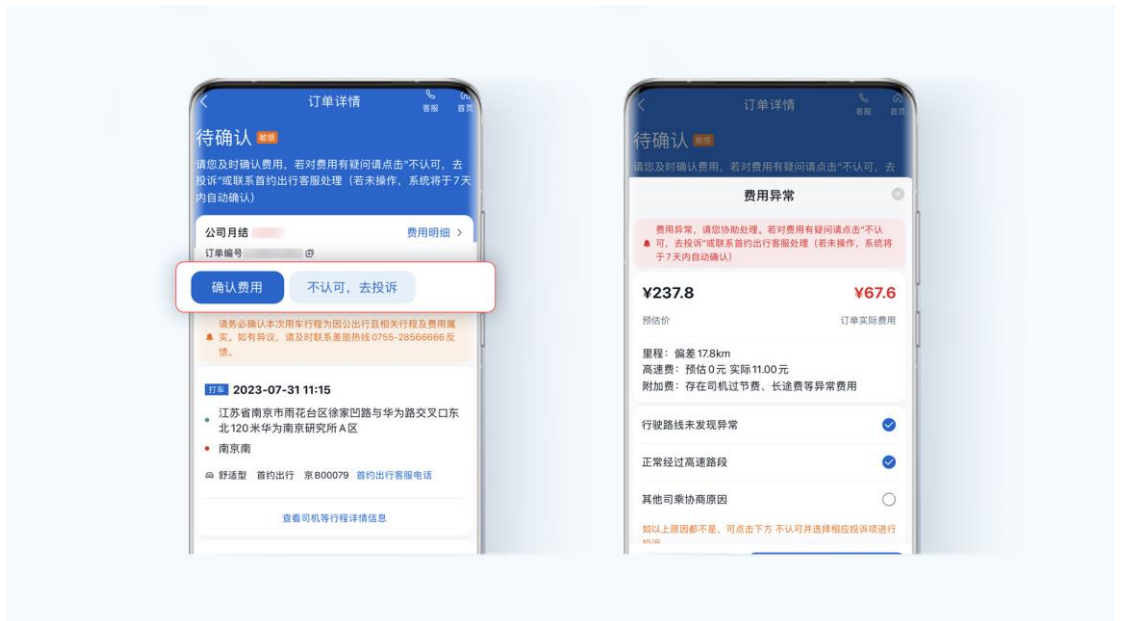 订单详情
客服
首页
待确认 敏感
请您及时确认费用，若对费用有疑问请点击“不认可，去
投诉”或联系首约出行客服处理（若未操作，系统将于7天
内自动确认）
公司月结
费用明细 >
订单编号
确认费用
不认可，去投诉
请务必确认本次用车行程为因公出行且相关行程及费用属
实。如有异议，请及时联系差旅热线0755-28566666反
馈。
打车 2023-07-31 11:15
江苏省南京市雨花台区徐家凹路与华为路交叉口东
北120米华为南京研究所A区
南京南
舒适型 首约出行 京B00079 首约出行客服电话
查看司机等行程详情信息
订单详情
客服
首页
待确认 敏感
请您及时确认费用，若对费用有疑问请点击“不认可，去
费用异常
费用异常，请您协助处理。若对费用有疑问请点击“不认
可，去投诉”或联系首约出行客服处理（若未操作，系统将
于7天内自动确认）
¥237.8
¥67.6
预估价
订单实际费用
里程：偏差17.8km
高速费：预估0元 实际11.00元
附加费：存在司机过节费、长途费等异常费用
行驶路线未发现异常
正常经过高速路段
其他司乘协商原因
如以上原因都不是，可点击下方 不认可并选择相应投诉项进行